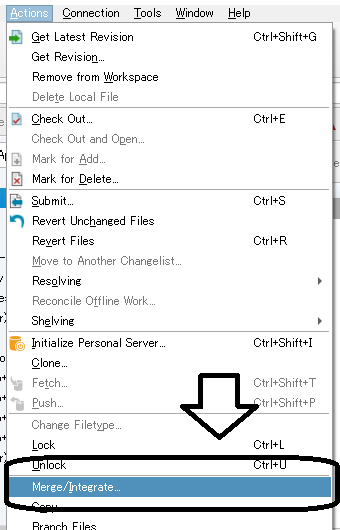 Actions Connection Tools Window Help
Get Latest Revision Ctrl+Shift+G
Get Revision...
Remove from Workspace
Delete Local File
Check Out... Ctrl+E
Check Out and Open...
Mark for Add...
Mark for Delete...
Submit... Ctrl+S
Revert Unchanged Files
Revert Files Ctrl+R
Move to Another Changelist...
Resolving
Reconcile Offline Work...
Shelving
Initialize Personal Server... Ctrl+Shift+I
Clone...
Fetch... Ctrl+Shift+T
Push... Ctrl+Shift+P
Change Filetype...
Lock Ctrl+L
Unlock Ctrl+U
Merge/Integrate...
Copy
Branch Files